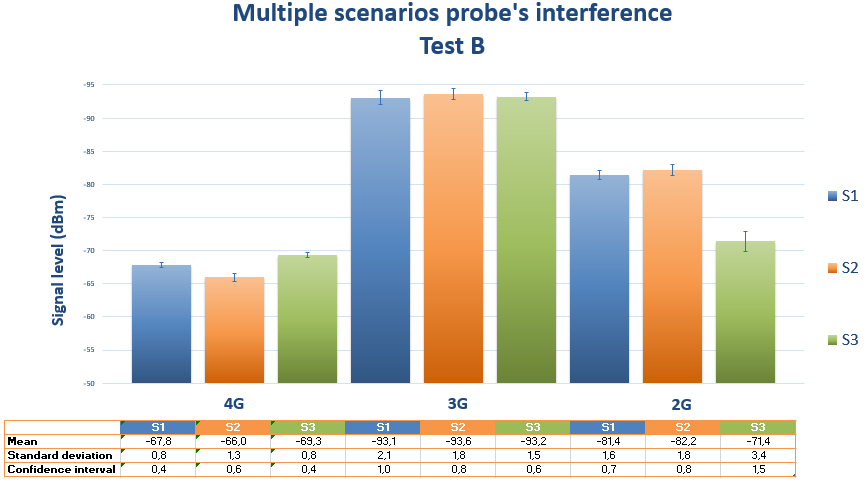 Multiple scenarios probe's interference
Test B
Signal level (dBm)
-95
-90
-85
-80
-75
-70
-65
-60
-55
-50
S1
S2
S3
4G 3G 2G
S1 S2 S3 S1 S2 S3 S1 S2 S3
Mean -67,8 -66,0 -69,3 -93,1 -93,6 -93,2 -81,4 -82,2 -71,4
Standard deviation 0,8 1,3 0,8 2,1 1,8 1,5 1,6 1,8 3,4
Confidence interval 0,4 0,6 0,4 1,0 0,8 0,6 0,7 0,8 1,5